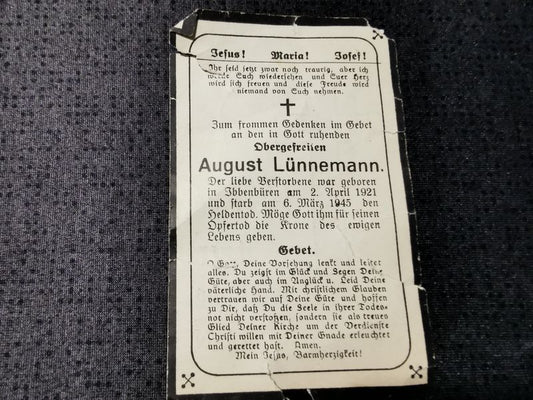 Jesus! Maria! Josef!
Ihr seid jetzt zwar noch traurig, aber ich
werde Euch wiedersehen und Euer Herz
wird sich freuen und diese Freude wird
niemand von Euch nehmen.
Zum frommen Gedenken im Gebet
an den in Gott ruhenden
Obergefreiten
August Lünnemann.
Der liebe Verstorbene war geboren
in Ibbenbüren am 2. April 1921
und starb am 6. März 1945 den
Heldentod. Möge Gott ihm für seinen
Opfertod die Krone des ewigen
Lebens geben.
Gebet.
O Gott, Deine Vorsehung lenkt und leitet
alles. Du zeigst im Glück und Segen Deine
Güte, aber auch im Unglück u. Leid Deine
väterliche Hand. Mit christlichem Glauben
vertrauen wir auf Deine Güte und hoffen
zu Dir, daß Du die Seele in ihrer Todes-
not nicht verstoßen, sondern sie als treues
Glied Deiner Kirche um der Verdienste
Christi willen mit Deiner Gnade erleuchtet
und gerettet hast. Amen.
Mein Jesus, Barmherzigkeit!